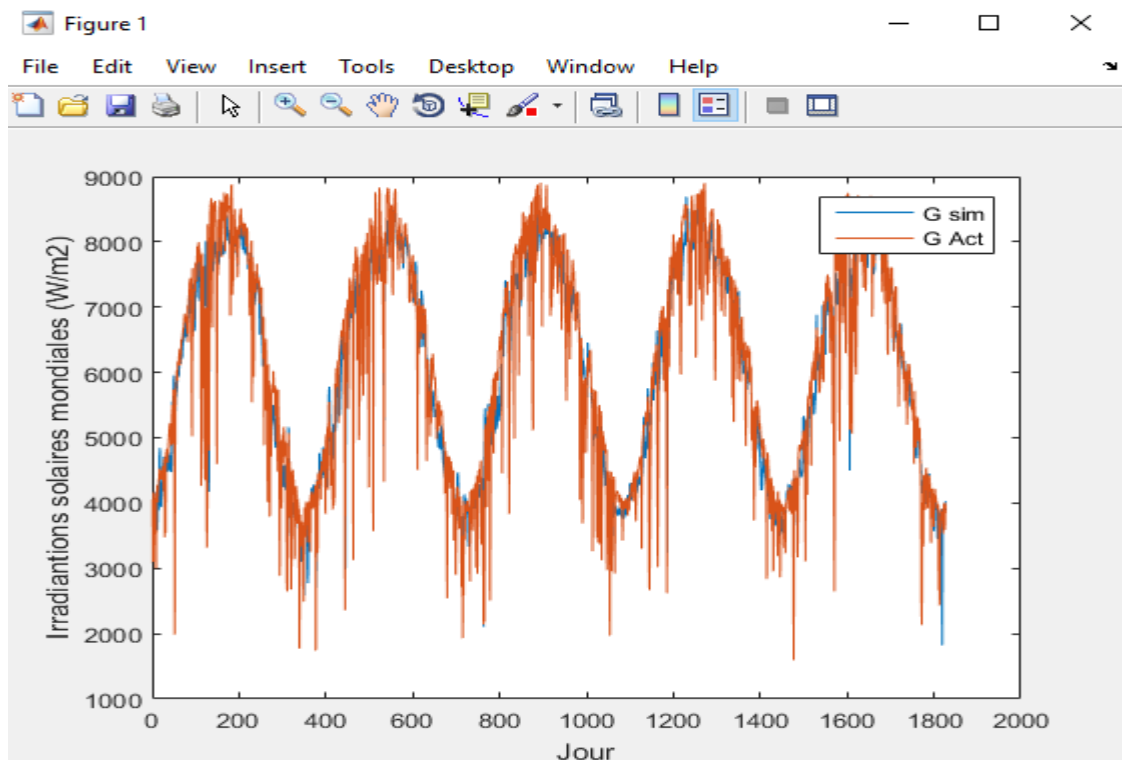 Figure 1
File Edit View Insert Tools Desktop Window Help
9000
8000
7000
6000
5000
4000
3000
2000
1000
Irradiantions solaires mondiales (W/m2)
G sim
G Act
0 200 400 600 800 1000 1200 1400 1600 1800 2000
Jour